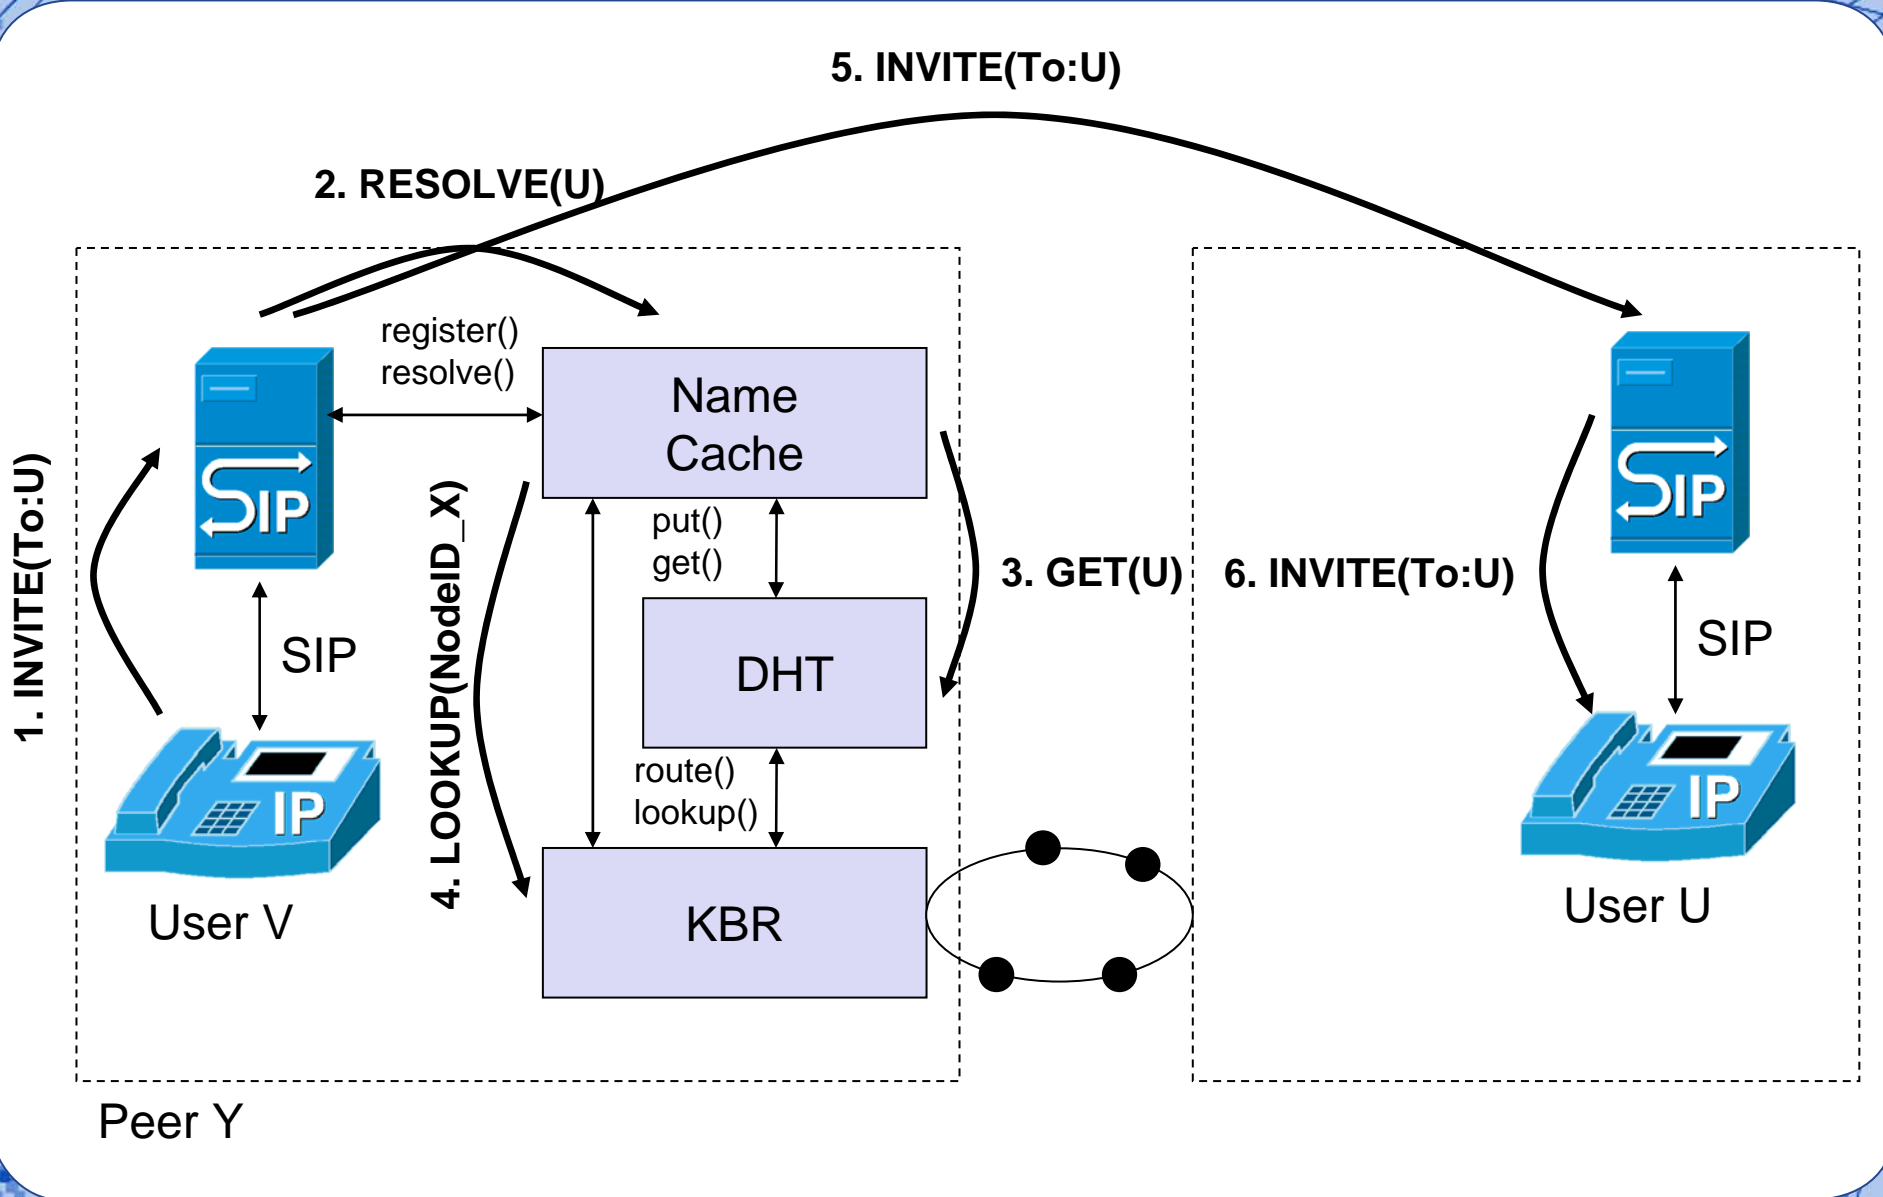 5. INVITE(To:U)
2. RESOLVE(U)
register()
resolve()
Name
Cache
SIP
SIP
1. INVITE(To:U)
4. LOOKUP(NodeID_X)
put()
get()
3. GET(U)
6. INVITE(To:U)
SIP
SIP
DHT
route()
lookup()
IP
IP
User V
KBR
User U
Peer Y